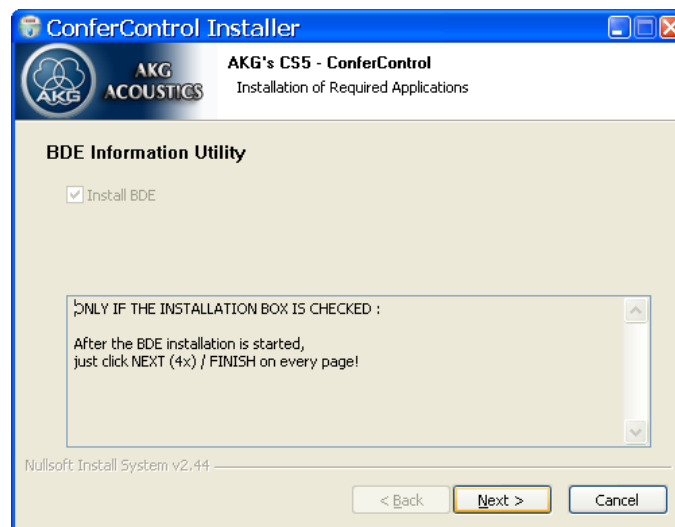 ConferControl Installer
AKG
ACOUSTICS
AKG
AKG's CS5 - ConferControl
Installation of Required Applications
BDE Information Utility
Install BDE
ONLY IF THE INSTALLATION BOX IS CHECKED :
After the BDE installation is started,
just click NEXT (4x) / FINISH on every page!
Nullsoft Install System v2.44
< Back
Next >
Cancel